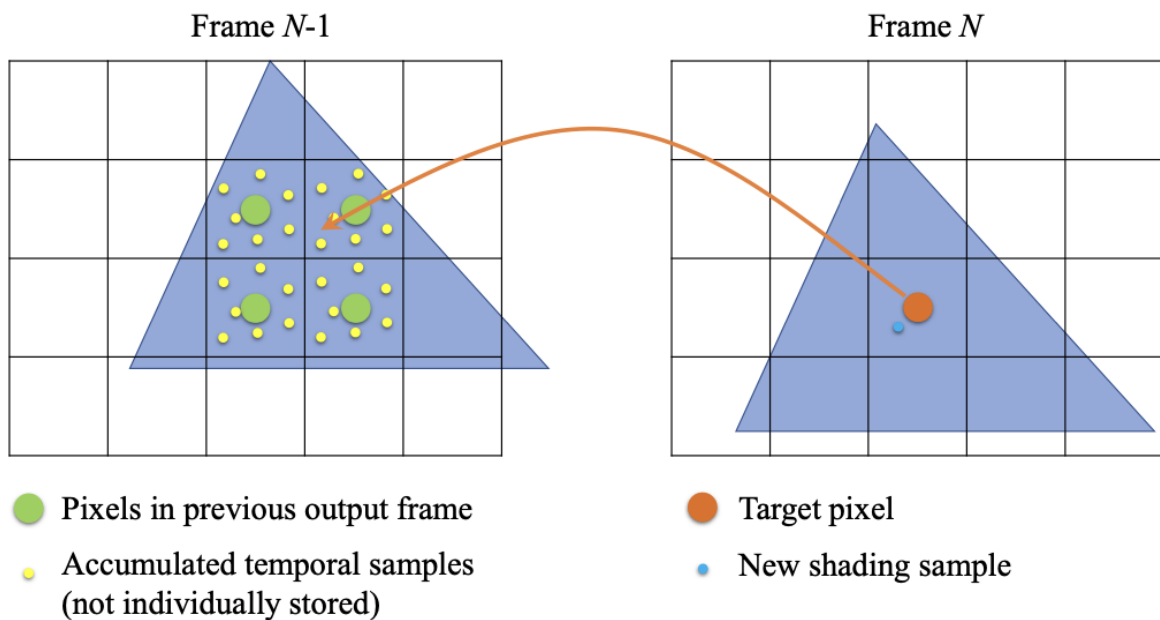 Frame N-1
Frame N
Pixels in previous output frame
Accumulated temporal samples
(not individually stored)
Target pixel
New shading sample